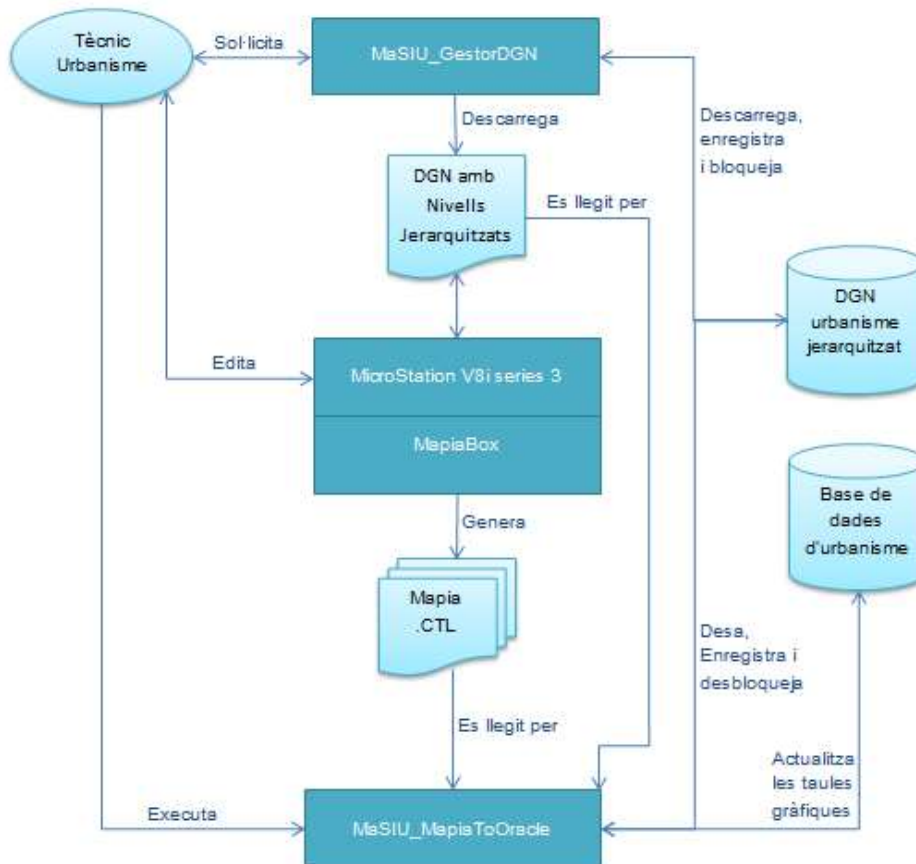 Tècnic
Urbanisme
Sol·licita
MaSIU_GestorDGN
Descarrega
Descarrega,
enregistra
i bloqueja
DGN amb
Nivells
Jerarquitzats
Es llegit per
DGN
urbanisme
jerarquitzat
Edita
MicroStation V8i series 3
MapiaBox
Genera
Base de
dades
d'urbanisme
Mapia
.CTL
Desa,
Enregistra i
desbloqueja
Es llegit per
Actualitza
les taules
gràfiques
Executa
MaSIU_MapiaToOracle